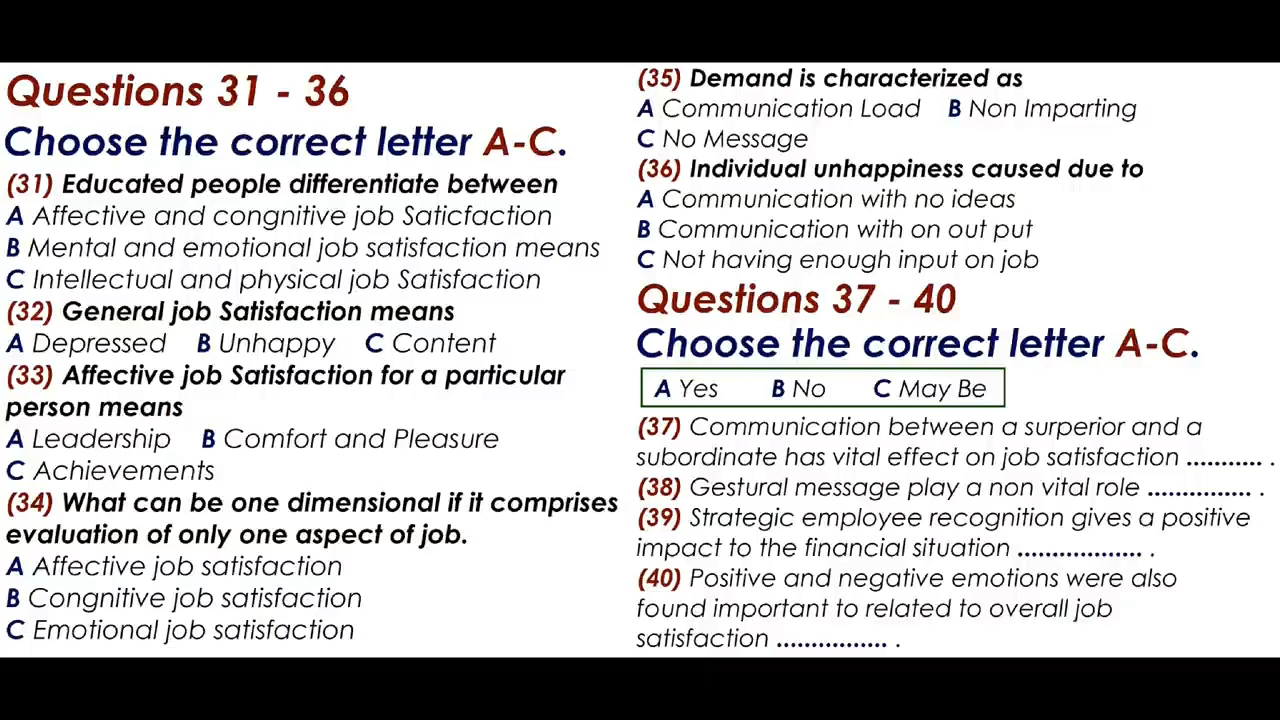 Questions 31 - 36
Choose the correct letter A-C.
(31) Educated people differentiate between
A Affective and congnitive job Saticfaction
B Mental and emotional job satisfaction means
C Intellectual and physical job Satisfaction
(32) General job Satisfaction means
A Depressed B Unhappy C Content
(33) Affective job Satisfaction for a particular
person means
A Leadership B Comfort and Pleasure
C Achievements
(34) What can be one dimensional if it comprises
evaluation of only one aspect of job.
A Affective job satisfaction
B Congnitive job satisfaction
C Emotional job satisfaction
(35) Demand is characterized as
A Communication Load B Non Imparting
C No Message
(36) Individual unhappiness caused due to
A Communication with no ideas
B Communication with on out put
C Not having enough input on job
Questions 37 - 40
Choose the correct letter A-C.
A Yes B No C May Be
(37) Communication between a surperior and a
subordinate has vital effect on job satisfaction ........... .
(38) Gestural message play a non vital role ................ .
(39) Strategic employee recognition gives a positive
impact to the financial situation ................... .
(40) Positive and negative emotions were also
found important to related to overall job
satisfaction ................ .